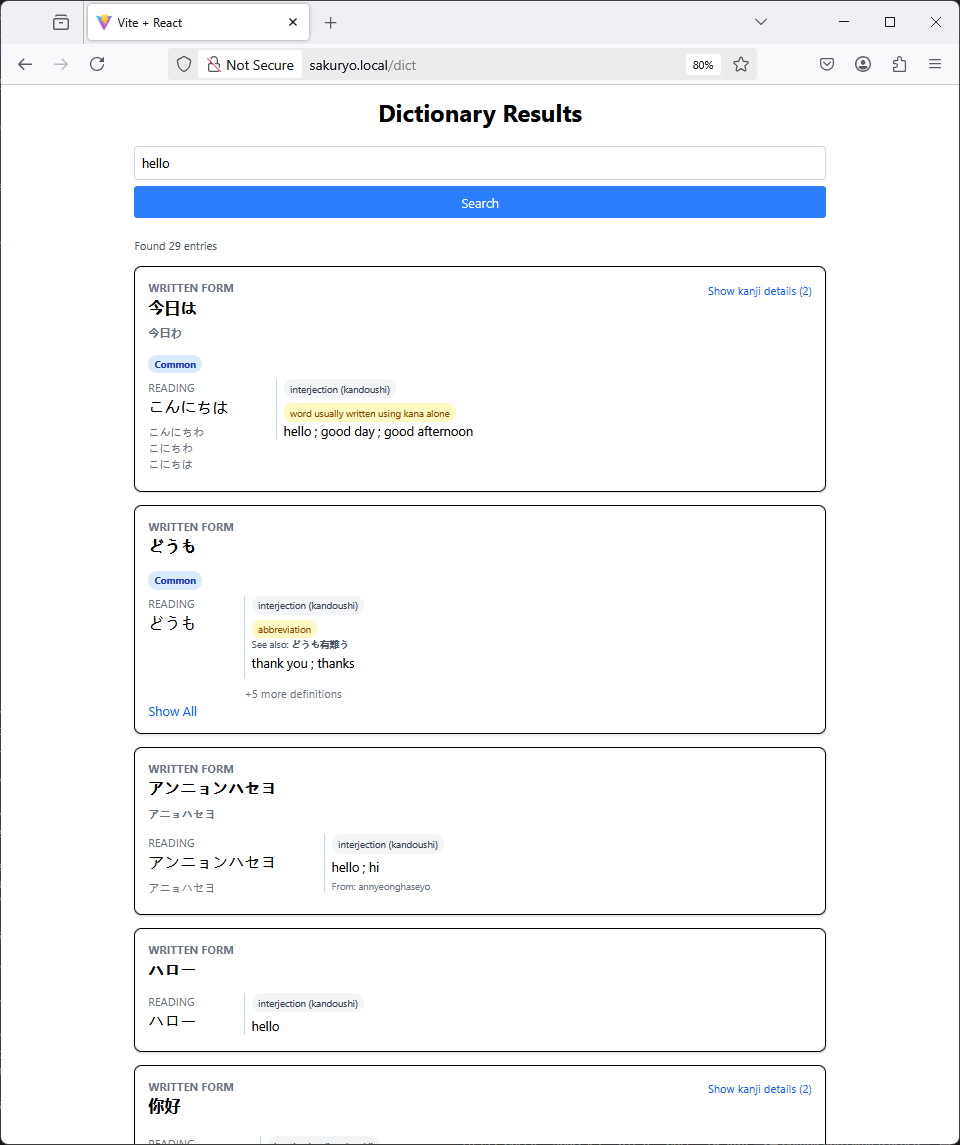 Vite + React
Not Secure sakuryo.local/dict 80%
Dictionary Results
hello
Search
Found 29 entries
WRITTEN FORM
Show kanji details (2)
今日は
今日わ
Common
READING
こんにちは
こんにちわ
こにちわ
こにちは
interjection (kandoushi)
word usually written using kana alone
hello ; good day ; good afternoon
WRITTEN FORM
どうも
Common
READING
どうも
interjection (kandoushi)
abbreviation
See also: どうも有難う
thank you ; thanks
+5 more definitions
Show All
WRITTEN FORM
アンニョンハセヨ
アニョハセヨ
READING
アンニョンハセヨ
アニョハセヨ
interjection (kandoushi)
hello ; hi
From: annyeonghaseyo
WRITTEN FORM
ハロー
READING
ハロー
interjection (kandoushi)
hello
WRITTEN FORM
Show kanji details (2)
你好
READING